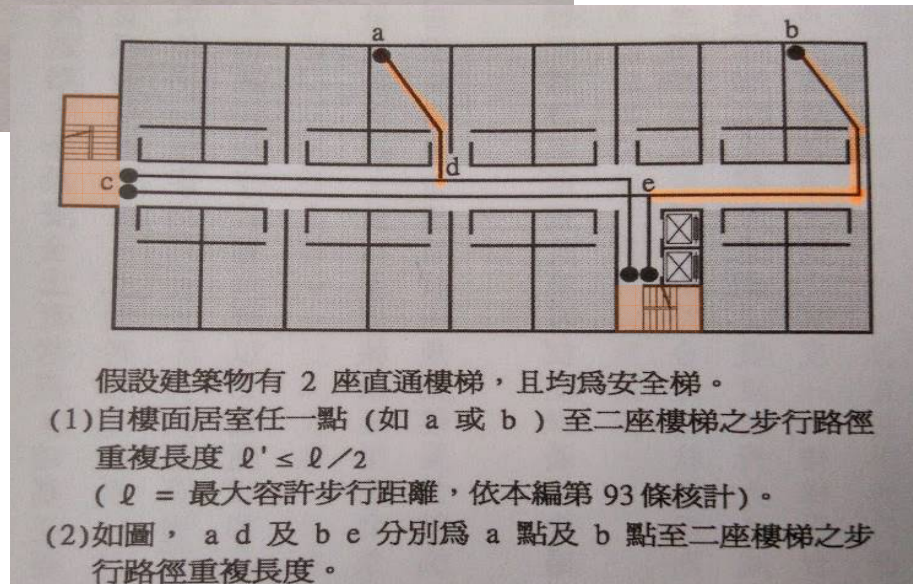 a
b
d
c
e
假設建築物有 2 座直通樓梯，且均爲安全梯。
(1)自樓面居室任一點 (如 a 或 b ) 至二座樓梯之步行路徑
重複長度 ℓ' ≤ ℓ/2
( ℓ = 最大容許步行距離，依本編第 93 條核計)。
(2)如圖， a d 及 b e 分別爲 a 點及 b 點至二座樓梯之步
行路徑重複長度。